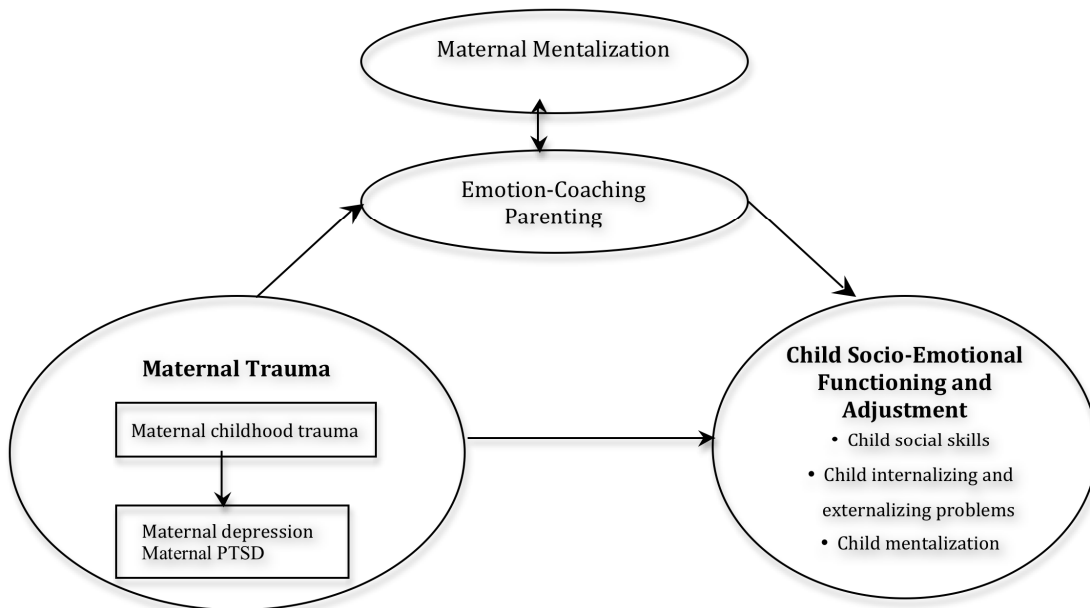 Maternal Mentalization
Emotion-Coaching
Parenting
Maternal Trauma
Maternal childhood trauma
Maternal depression
Maternal PTSD
Child Socio-Emotional
Functioning and
Adjustment
• Child social skills
• Child internalizing and
externalizing problems
• Child mentalization